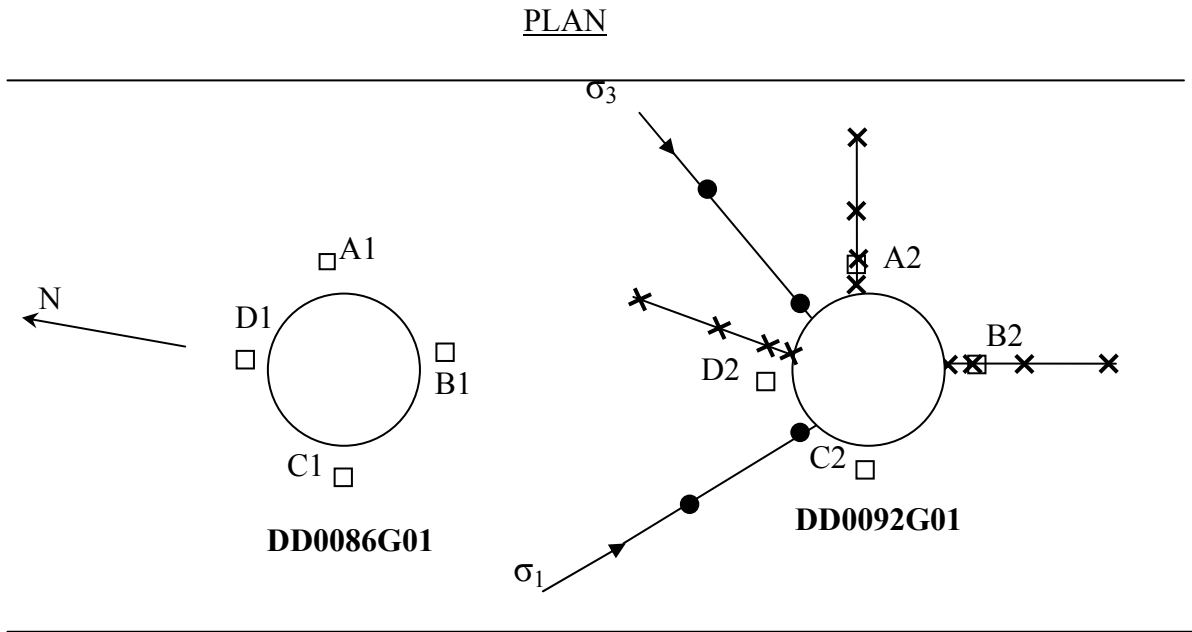 PLAN
σ3
A1
A2
N
D1
B2
D2
B1
C2
C1
DD0092G01
DD0086G01
σ1